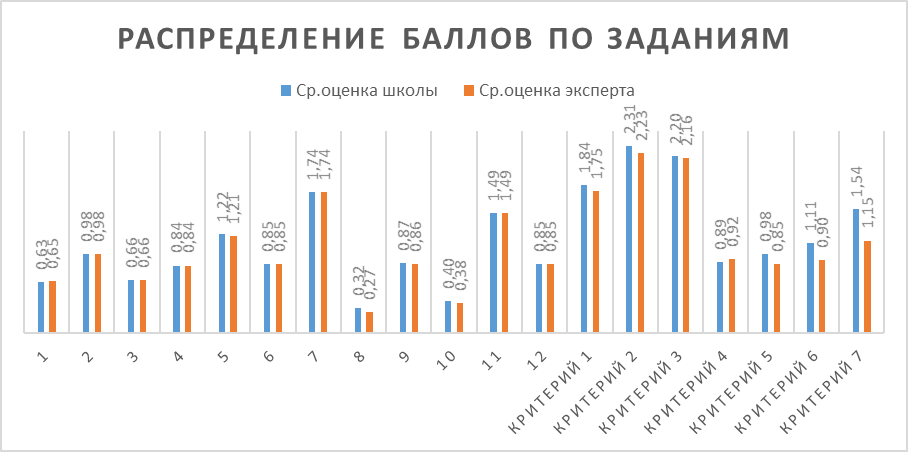 РАСПРЕДЕЛЕНИЕ БАЛЛОВ ПО ЗАДАНИЯМ
Ср.оценка школы Ср.оценка эксперта
0,63 0,65 0,98 0,98 0,66 0,66 0,84 0,84 1,22 1,21 0,85 0,85 1,74 1,74 0,32 0,27 0,87 0,86 0,40 0,38 1,49 1,49 0,85 0,85 1,84 1,75 2,31 2,23 2,20 2,16 0,89 0,92 0,98 0,85 1,11 0,90 1,54 1,15
1 2 3 4 5 6 7 8 9 10 11 12 КРИТЕРИЙ 1 КРИТЕРИЙ 2 КРИТЕРИЙ 3 КРИТЕРИЙ 4 КРИТЕРИЙ 5 КРИТЕРИЙ 6 КРИТЕРИЙ 7